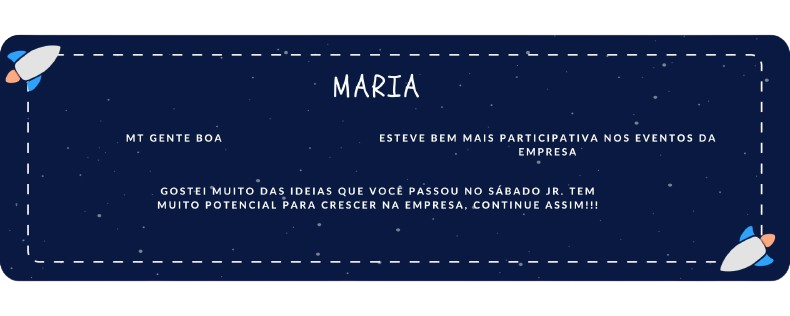 MARIA
MT GENTE BOA
ESTEVE BEM MAIS PARTICIPATIVA NOS EVENTOS DA
EMPRESA
GOSTEI MUITO DAS IDEIAS QUE VOCÊ PASSOU NO SÁBADO JR. TEM
MUITO POTENCIAL PARA CRESCER NA EMPRESA, CONTINUE ASSIM!!!